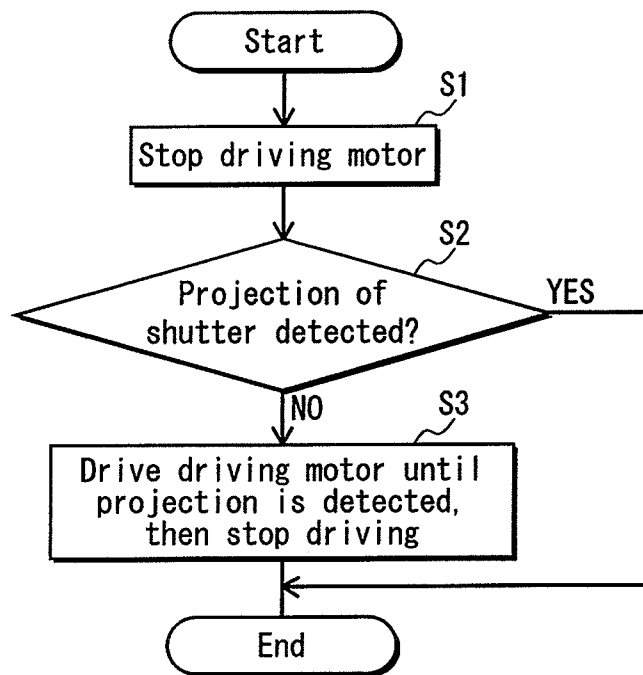 Start
S1
Stop driving motor
S2
Projection of
shutter detected?
YES
NO
S3
Drive driving motor until
projection is detected,
then stop driving
End